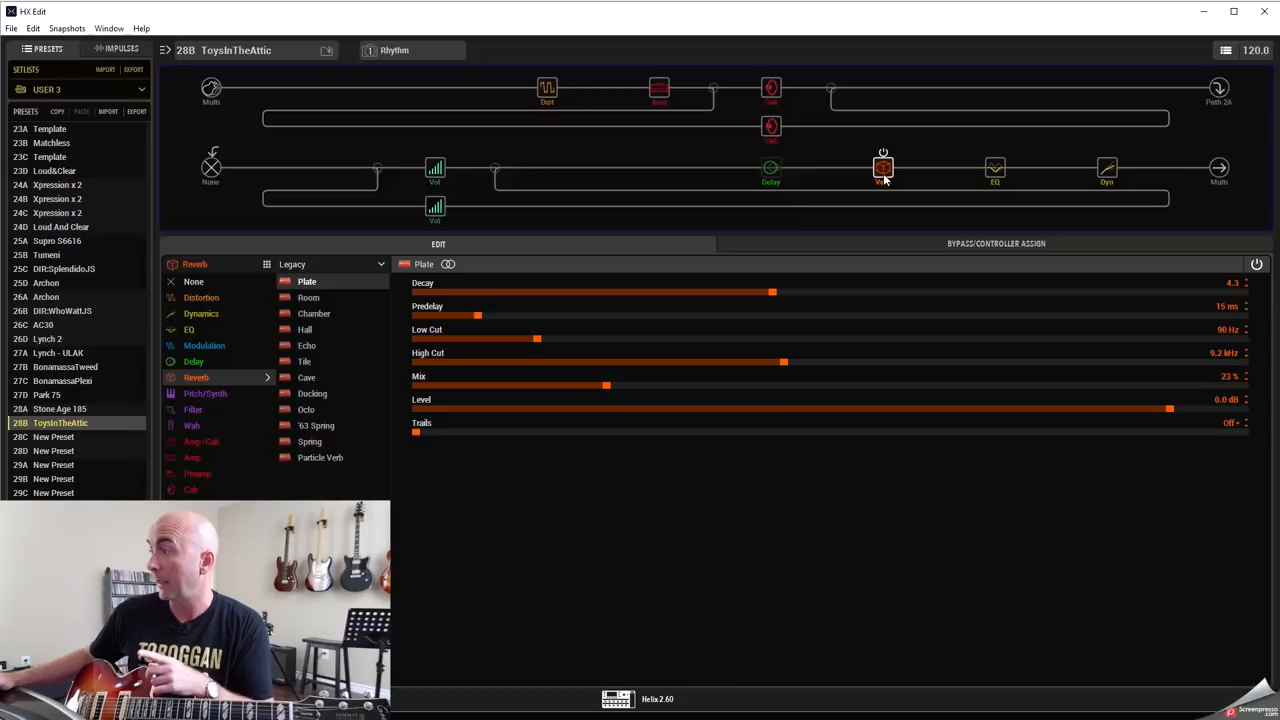 HX Edit
File Edit Snapshots Window Help
PRESETS IMPULSES
28B ToysInTheAttic
1 Rhythm
120.0
SETLISTS IMPORT EXPORT
USER 3
PRESETS COPY PASTE IMPORT EXPORT
23A Template
23B Matchless
23C Template
23D Loud&Clear
24A Xpression x 2
24B Xpression x 2
24C Xpression x 2
24D Loud And Clear
25A Supro S6616
25B Tumeni
25C DIR:SplendidoJS
25D Archon
26A Archon
26B DIR:WhoWattJS
26C AC30
26D Lynch 2
27A Lynch - ULAK
27B BonamassaTweed
27C BonamassaPlexi
27D Park 75
28A Stone Age 185
28B ToysInTheAttic
28C New Preset
28D New Preset
29A New Preset
29B New Preset
29C New Preset
Multi Dist Amp Cab Path 2A
Cab
None Vol Delay Verb EQ Dyn Multi
Vol
EDIT BYPASS/CONTROLLER ASSIGN
Reverb
None
Distortion
Dynamics
EQ
Modulation
Delay
Reverb
Pitch/Synth
Filter
Wah
Amp+Cab
Amp
Preamp
Cab
Legacy
Plate
Room
Chamber
Hall
Echo
Tile
Cave
Ducking
Octo
'63 Spring
Spring
Particle Verb
Plate
Decay 4.3
Predelay 15 ms
Low Cut 90 Hz
High Cut 9.2 kHz
Mix 23 %
Level 0.0 dB
Trails Off
TOBOGGAN
Helix 2.60
Screenpresso
.com